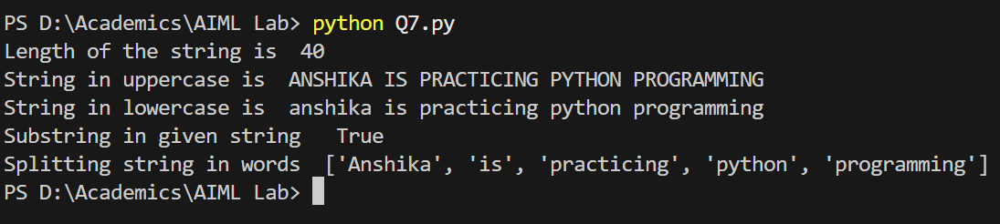 PS D:\Academics\AIML Lab> python Q7.py
Length of the string is  40
String in uppercase is  ANSHIKA IS PRACTICING PYTHON PROGRAMMING
String in lowercase is  anshika is practicing python programming
Substring in given string   True
Splitting string in words  ['Anshika', 'is', 'practicing', 'python', 'programming']
PS D:\Academics\AIML Lab>